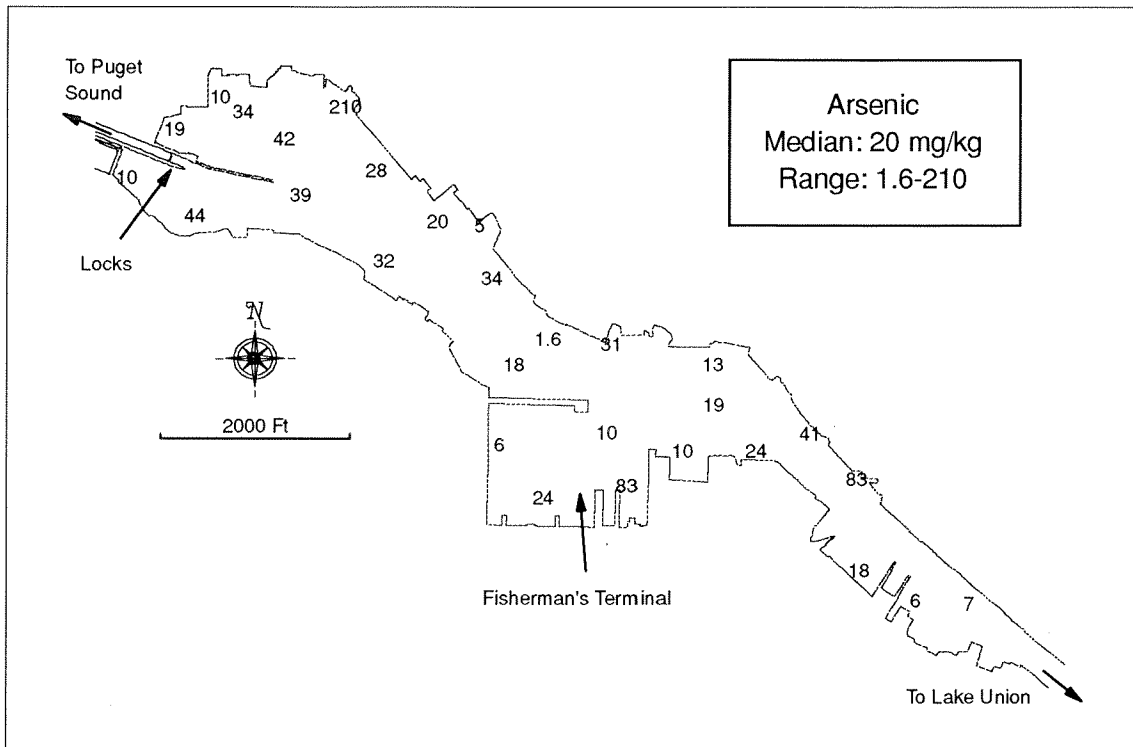 To Puget
Sound
Arsenic
Median: 20 mg/kg
Range: 1.6-210
10
34
210
19
42
28
10
39
44
20
5
32
34
Locks
N
1.6
31
18
13
2000 Ft
19
6
10
41
10
24
24
83
83
Fisherman's Terminal
18
6
7
To Lake Union